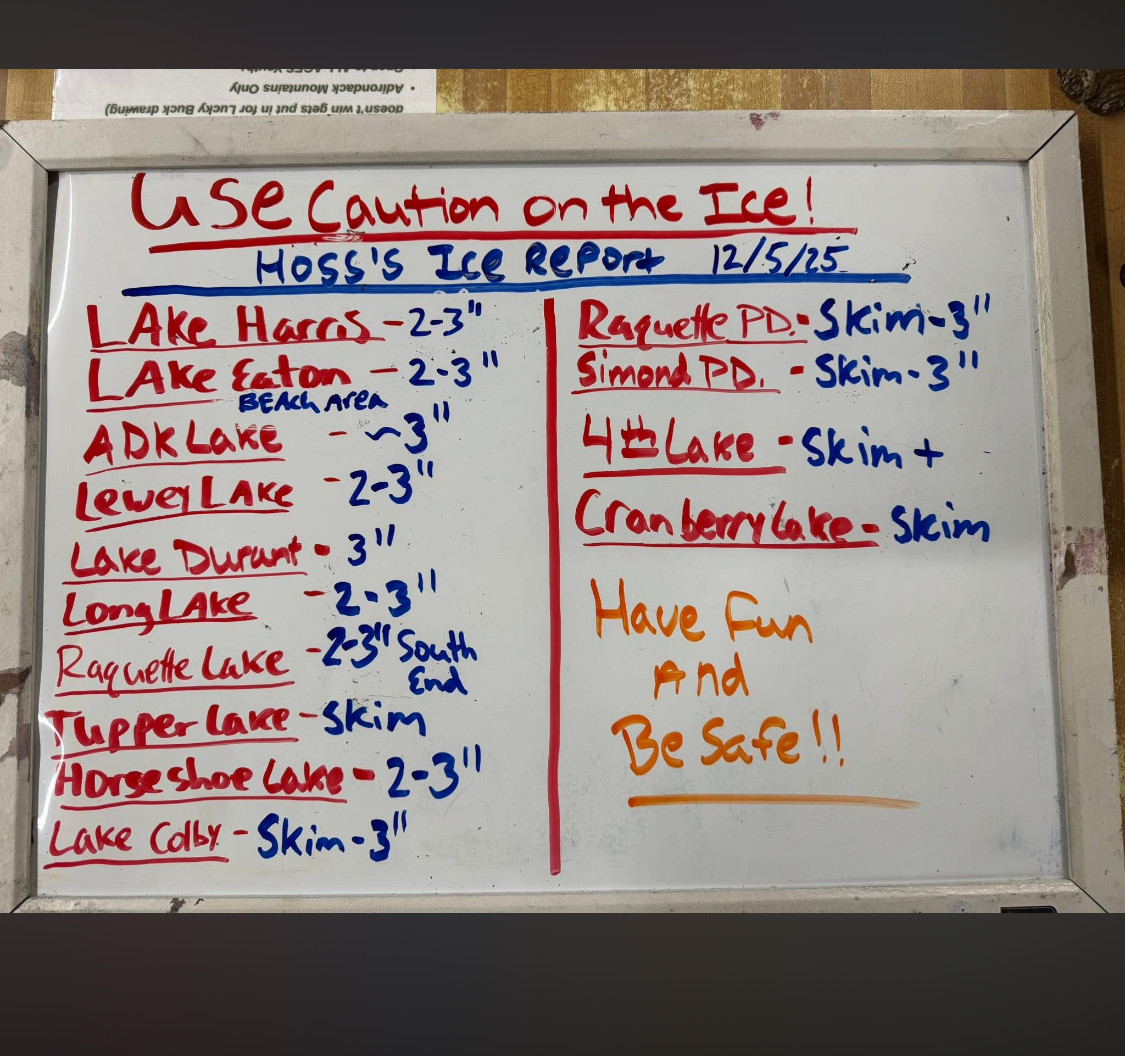 doesn't win gets put in for Lucky Buck drawing)
• Adirondack Mountains Only
Use Caution on the Ice!
Hoss's Ice Report 12/5/25
LAke Harris - 2-3"
LAke Eaton - 2-3"
BEAch Area
ADK Lake - ~3"
Lewey LAke - 2-3"
Lake Durant - 3"
Long LAke - 2-3"
Raquette Lake - 2-3" South
End
Tupper Lake - Skim
Horseshoe Lake - 2-3"
Lake Colby - Skim-3"
Raquette PD. - Skim-3"
Simond PD. - Skim-3"
4th Lake - Skim +
Cranberry Lake - Skim
Have Fun
And
Be Safe!!